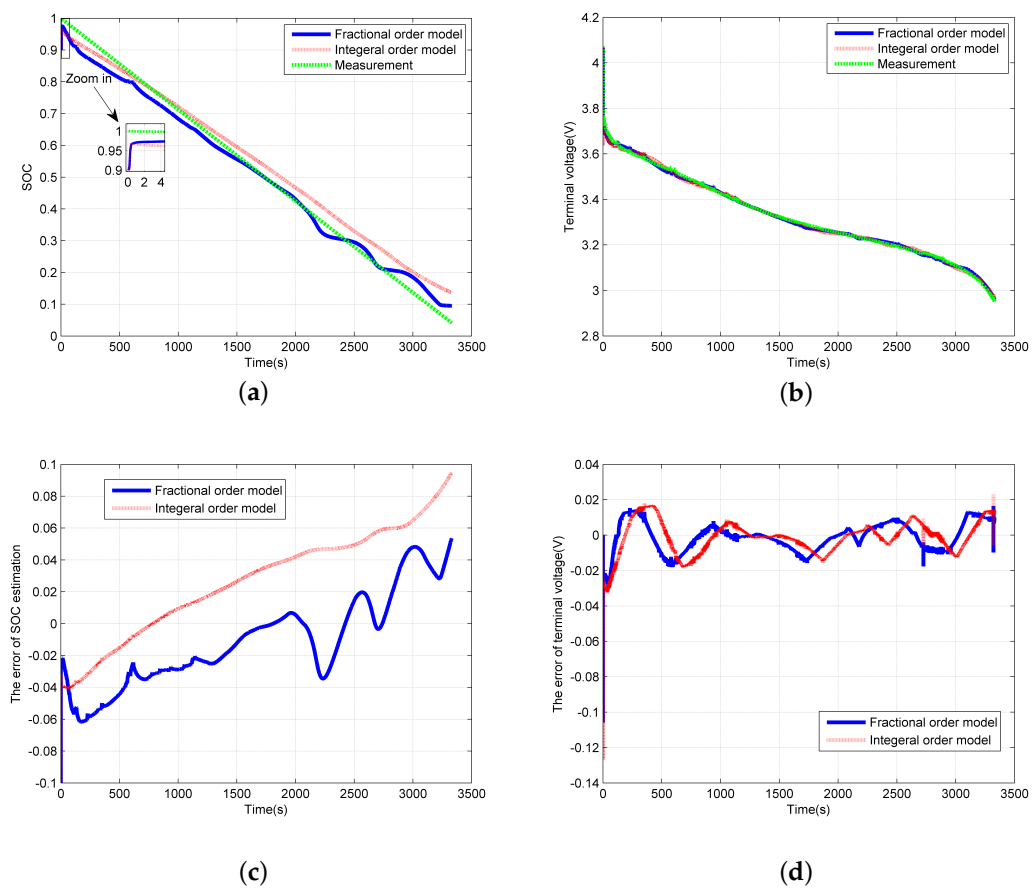 1
0.9
0.8
0.7
0.6
0.5
0.4
0.3
0.2
0.1
0
SOC
Fractional order model
Integeral order model
Measurement
Zoom in
1
0.95
0.9
0 2 4
0 500 1000 1500 2000 2500 3000 3500
Time(s)
(a)
4.2
4
3.8
3.6
3.4
3.2
3
2.8
Terminal voltage(V)
Fractional order model
Integeral order model
Measurement
0 500 1000 1500 2000 2500 3000 3500
Time(s)
(b)
0.1
0.08
0.06
0.04
0.02
0
-0.02
-0.04
-0.06
-0.08
-0.1
The error of SOC estimation
Fractional order model
Integeral order model
0 500 1000 1500 2000 2500 3000 3500
Time(s)
(c)
0.04
0.02
0
-0.02
-0.04
-0.06
-0.08
-0.1
-0.12
-0.14
The error of terminal voltage(V)
Fractional order model
Integeral order model
0 500 1000 1500 2000 2500 3000 3500
Time(s)
(d)